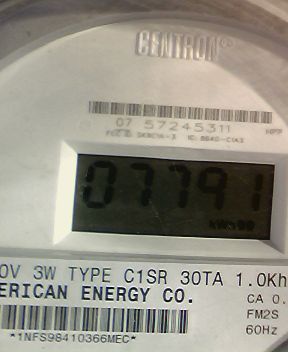 CENTRON®
07 57245311
07791
0V 3W TYPE C1SR 30TA 1.0Kh
ERICAN ENERGY CO.
CA 0.
FM2S
60Hz
*1NFS98410366MEC*